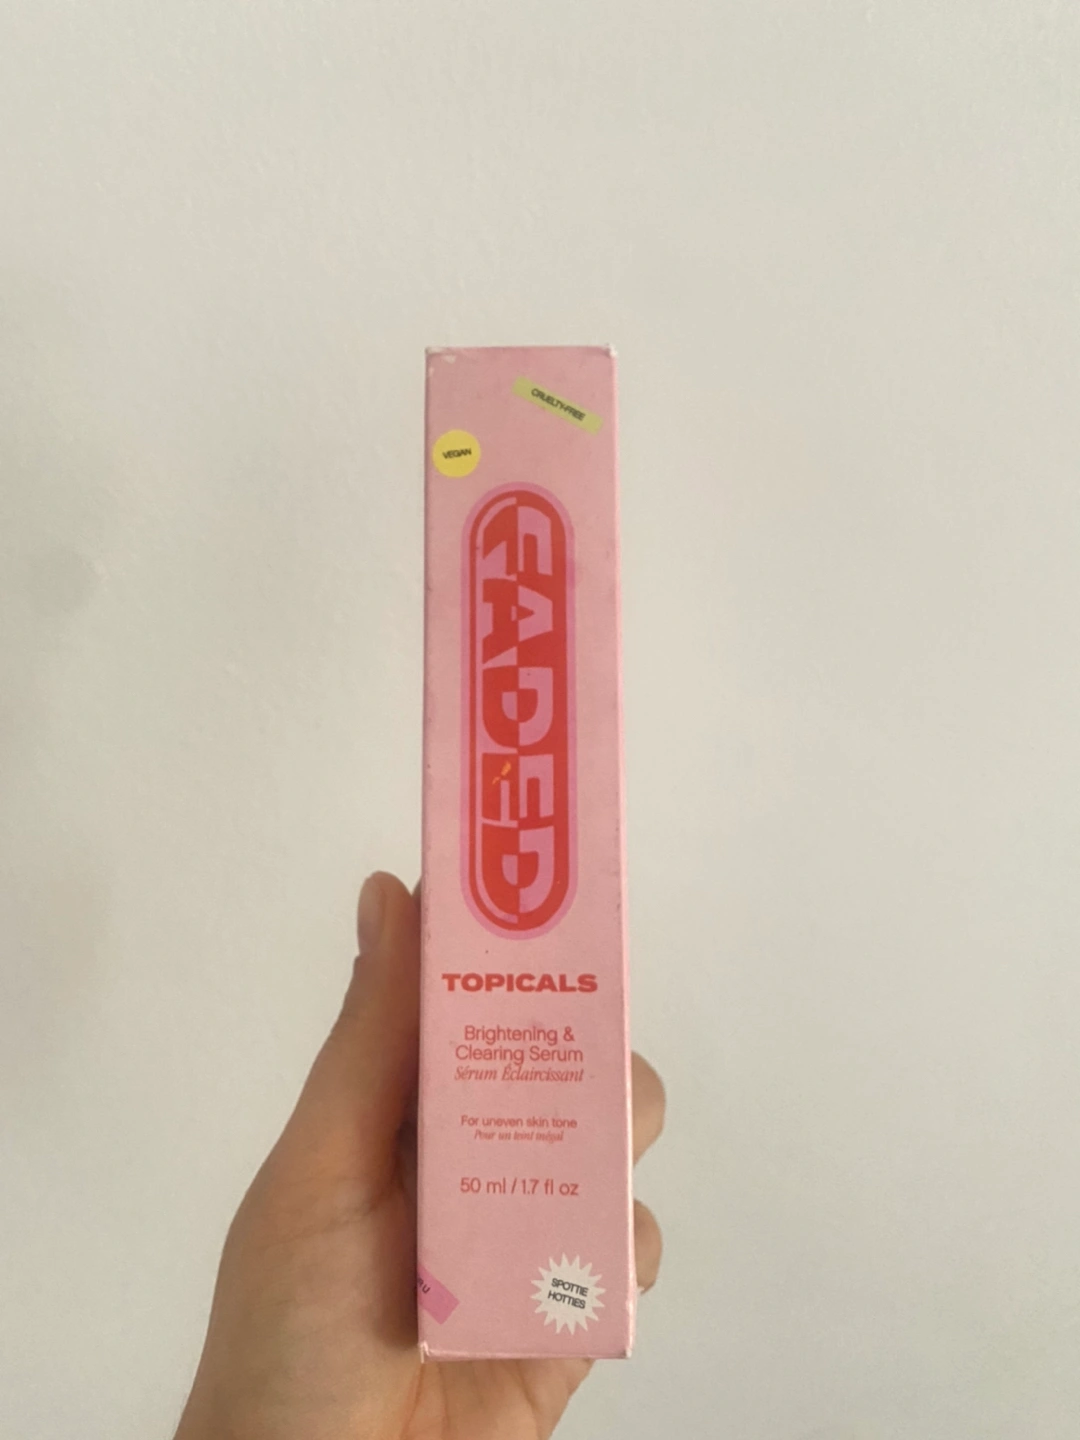 CRUELTY-FREE
VEGAN
FADED
TOPICALS
Brightening &
Clearing Serum
Sérum Éclaircissant
For uneven skin tone
Pour un teint inégal
50 ml / 1.7 fl oz
SPOTTIE
HOTTIES